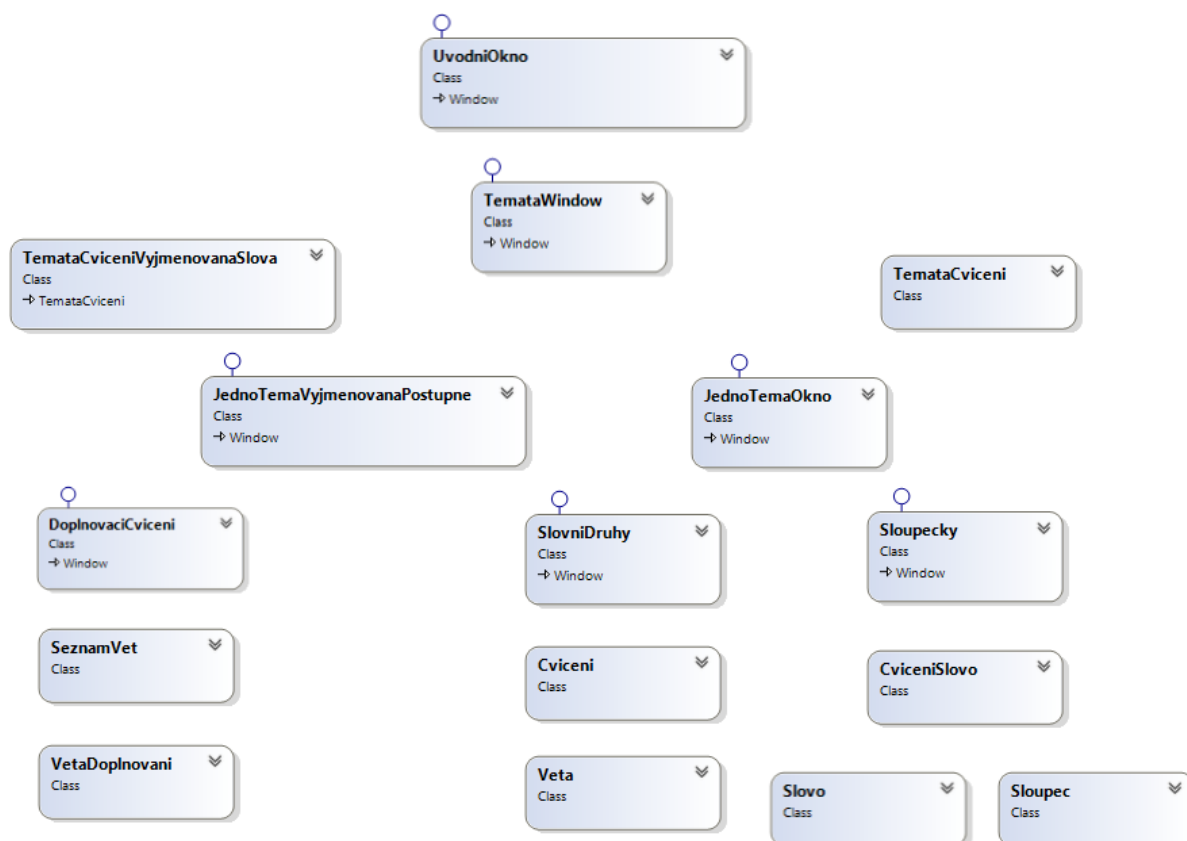 UvodniOkno
Class
Window
TemataWindow
Class
Window
TemataCviceniVyjmenovanaSlova
Class
TemataCviceni
TemataCviceni
Class
JednoTemaVyjmenovanaPostupne
Class
Window
JednoTemaOkno
Class
Window
DoplnovaciCviceni
Class
Window
SlovniDruhy
Class
Window
Sloupecky
Class
Window
SeznamVet
Class
Cviceni
Class
CviceniSlovo
Class
VetaDoplnovani
Class
Veta
Class
Slovo
Class
Sloupec
Class